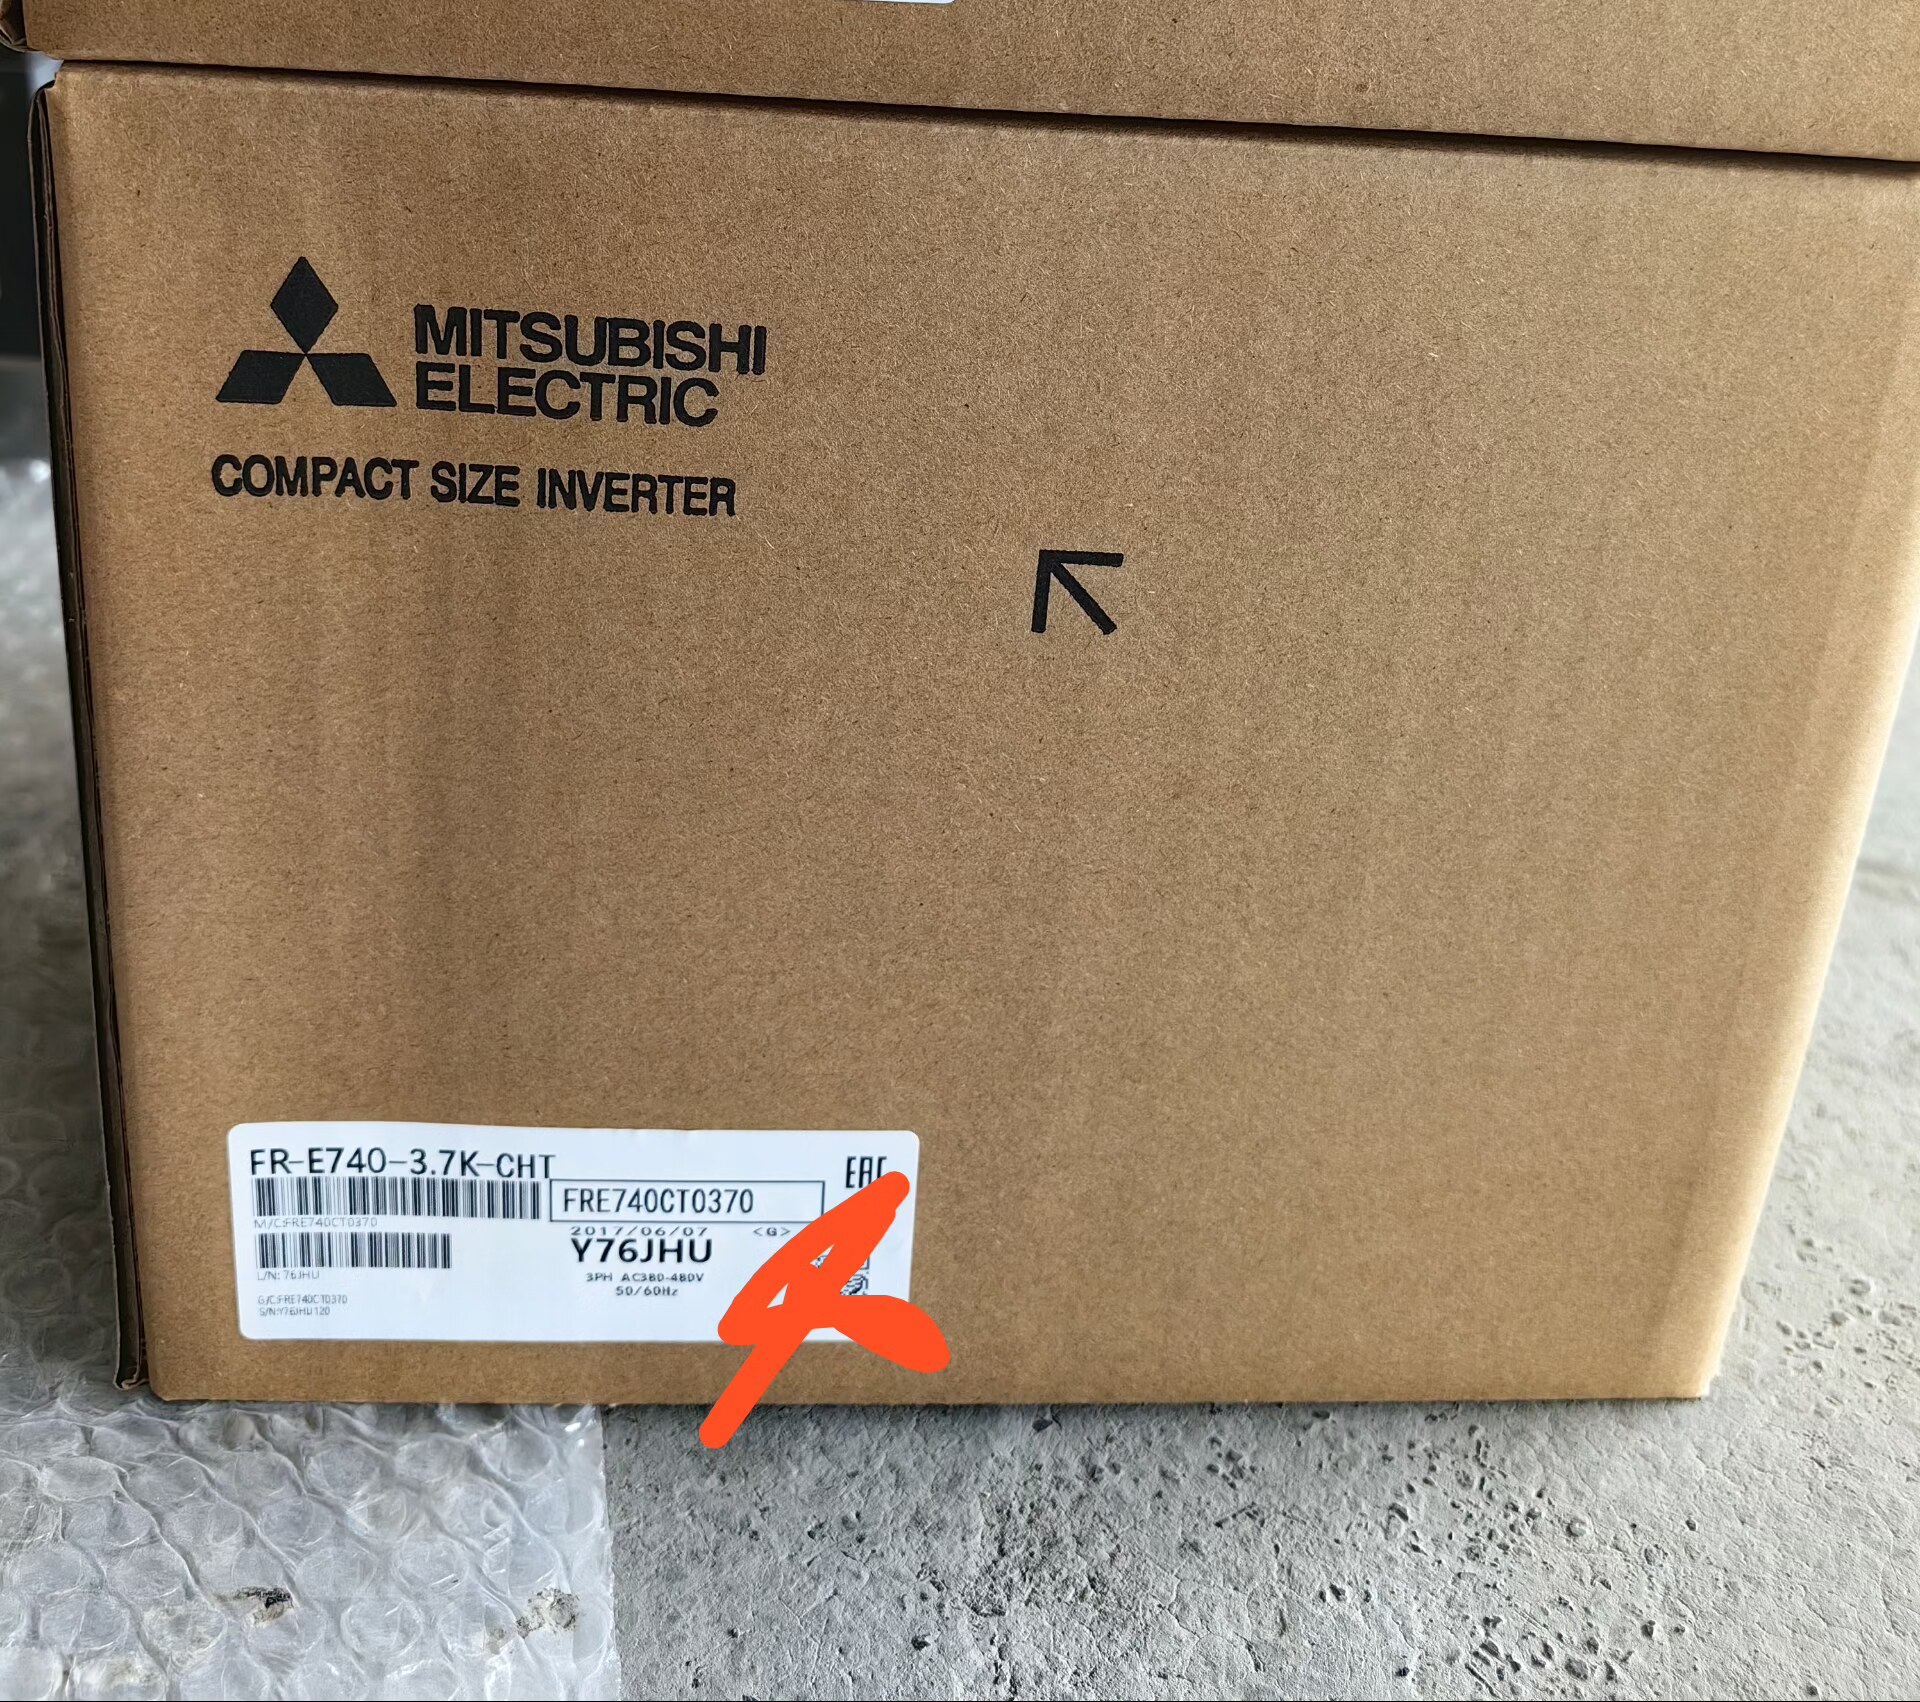 MITSUBISHI
ELECTRIC
COMPACT SIZE INVERTER
FR-E740-3.7K-CHT
EAC
FRE740CT0370
M/C:FRE740CT0370
2017/06/07 <G>
Y76JHU
L/N:76JHU
3PH AC380-480V
50/60Hz
G/C:FRE740CT0370
S/N:Y76JHU120